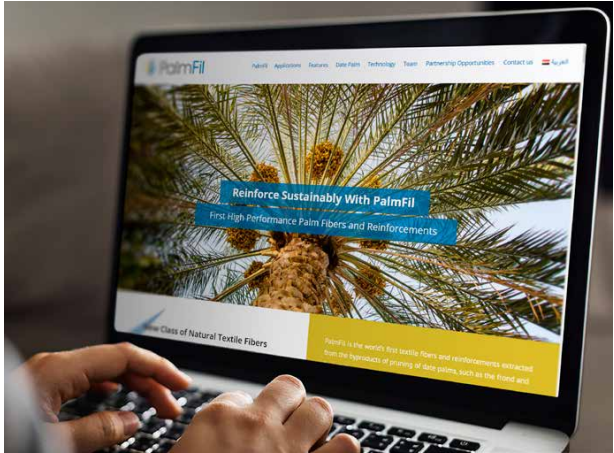 PalmFil
PalmFil Applications Features Date Palm Technology Team Partnership Opportunities Contact us العربية
Reinforce Sustainably With PalmFil
First High Performance Palm Fibers and Reinforcements
New Class of Natural Textile Fibers
PalmFil is the world's first textile fibers and reinforcements extracted
from the byproducts of pruning of date palms, such as the frond and